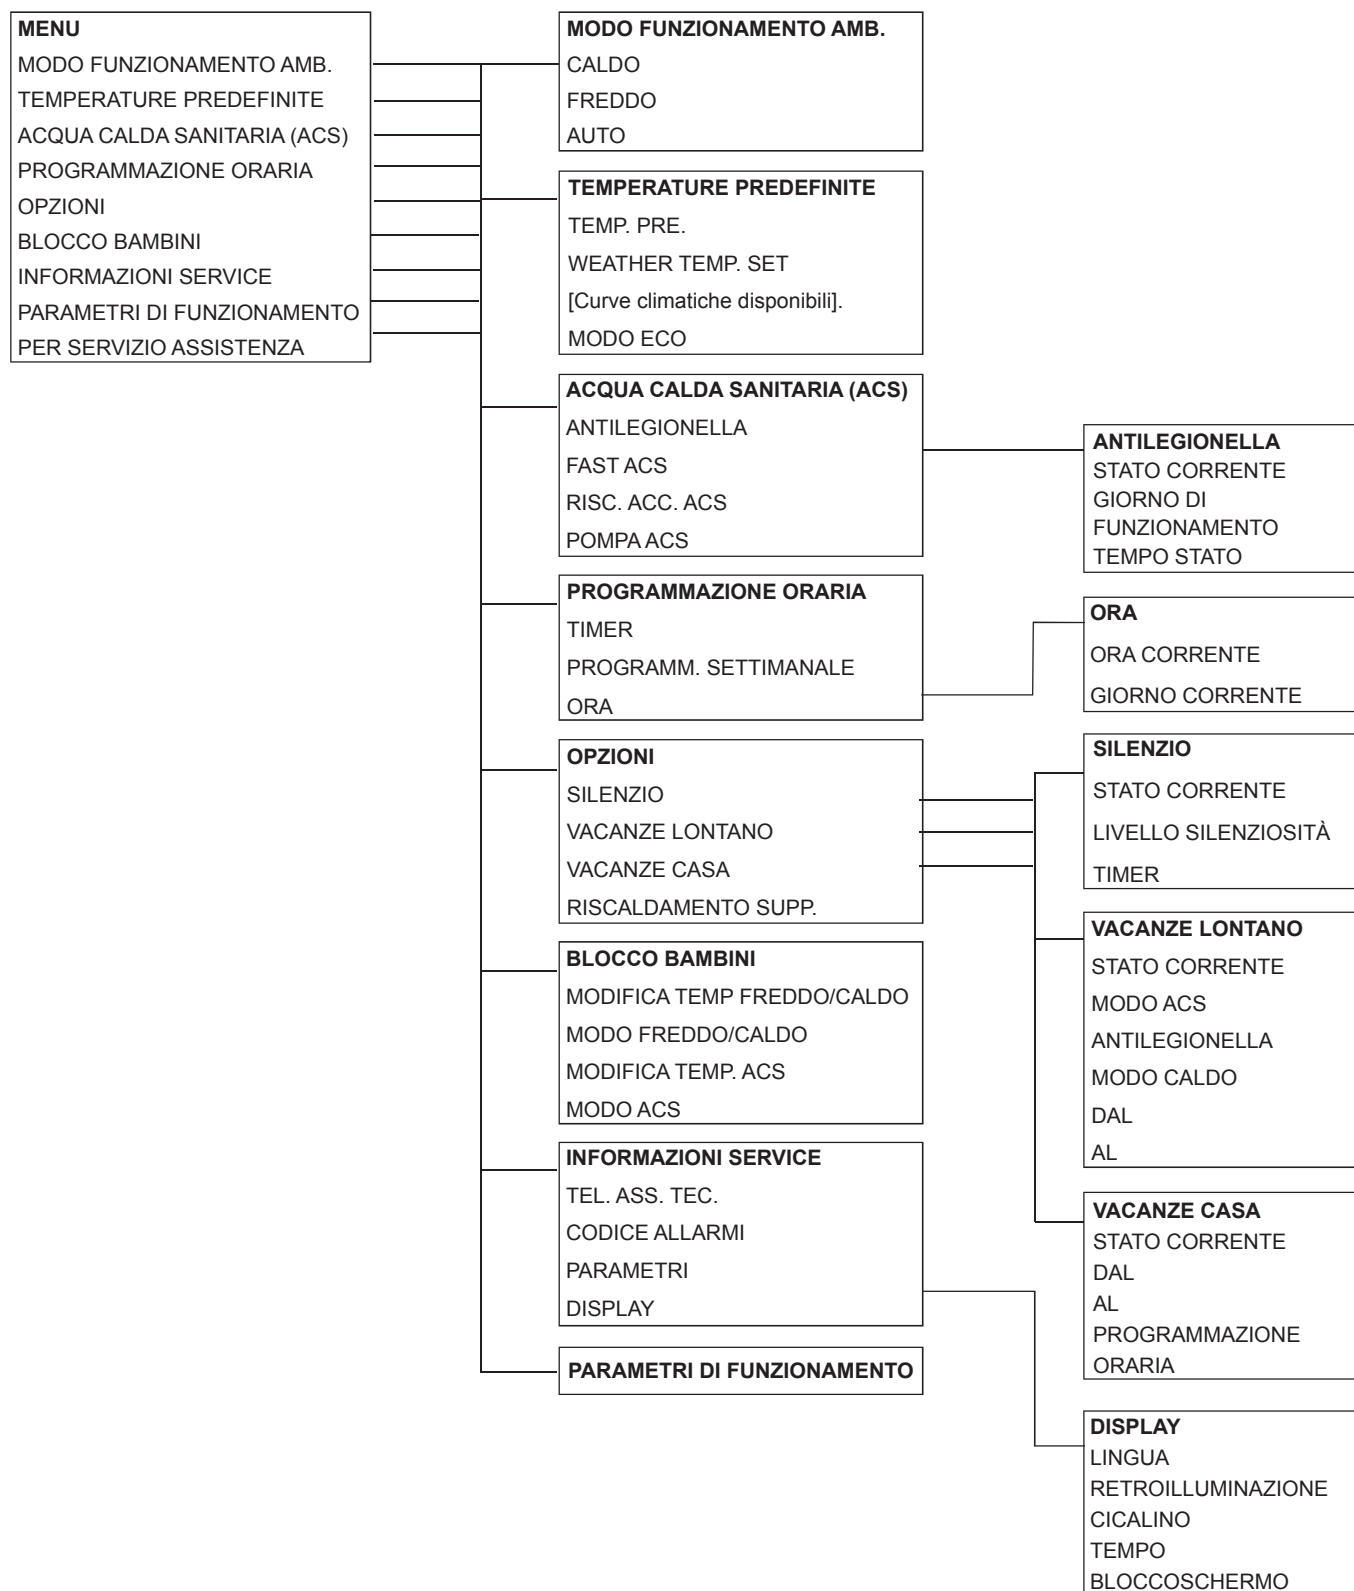 MENU
MODO FUNZIONAMENTO AMB.
TEMPERATURE PREDEFINITE
ACQUA CALDA SANITARIA (ACS)
PROGRAMMAZIONE ORARIA
OPZIONI
BLOCCO BAMBINI
INFORMAZIONI SERVICE
PARAMETRI DI FUNZIONAMENTO
PER SERVIZIO ASSISTENZA
MODO FUNZIONAMENTO AMB.
CALDO
FREDDO
AUTO
TEMPERATURE PREDEFINITE
TEMP. PRE.
WEATHER TEMP. SET
[Curve climatiche disponibili].
MODO ECO
ACQUA CALDA SANITARIA (ACS)
ANTILEGIONELLA
FAST ACS
RISC. ACC. ACS
POMPA ACS
PROGRAMMAZIONE ORARIA
TIMER
PROGRAMM. SETTIMANALE
ORA
OPZIONI
SILENZIO
VACANZE LONTANO
VACANZE CASA
RISCALDAMENTO SUPP.
BLOCCO BAMBINI
MODIFICA TEMP FREDDO/CALDO
MODO FREDDO/CALDO
MODIFICA TEMP. ACS
MODO ACS
INFORMAZIONI SERVICE
TEL. ASS. TEC.
CODICE ALLARMI
PARAMETRI
DISPLAY
PARAMETRI DI FUNZIONAMENTO
ANTILEGIONELLA
STATO CORRENTE
GIORNO DI
FUNZIONAMENTO
TEMPO STATO
ORA
ORA CORRENTE
GIORNO CORRENTE
SILENZIO
STATO CORRENTE
LIVELLO SILENZIOSITÀ
TIMER
VACANZE LONTANO
STATO CORRENTE
MODO ACS
ANTILEGIONELLA
MODO CALDO
DAL
AL
VACANZE CASA
STATO CORRENTE
DAL
AL
PROGRAMMAZIONE
ORARIA
DISPLAY
LINGUA
RETROILLUMINAZIONE
CICALINO
TEMPO
BLOCCOSCHERMO